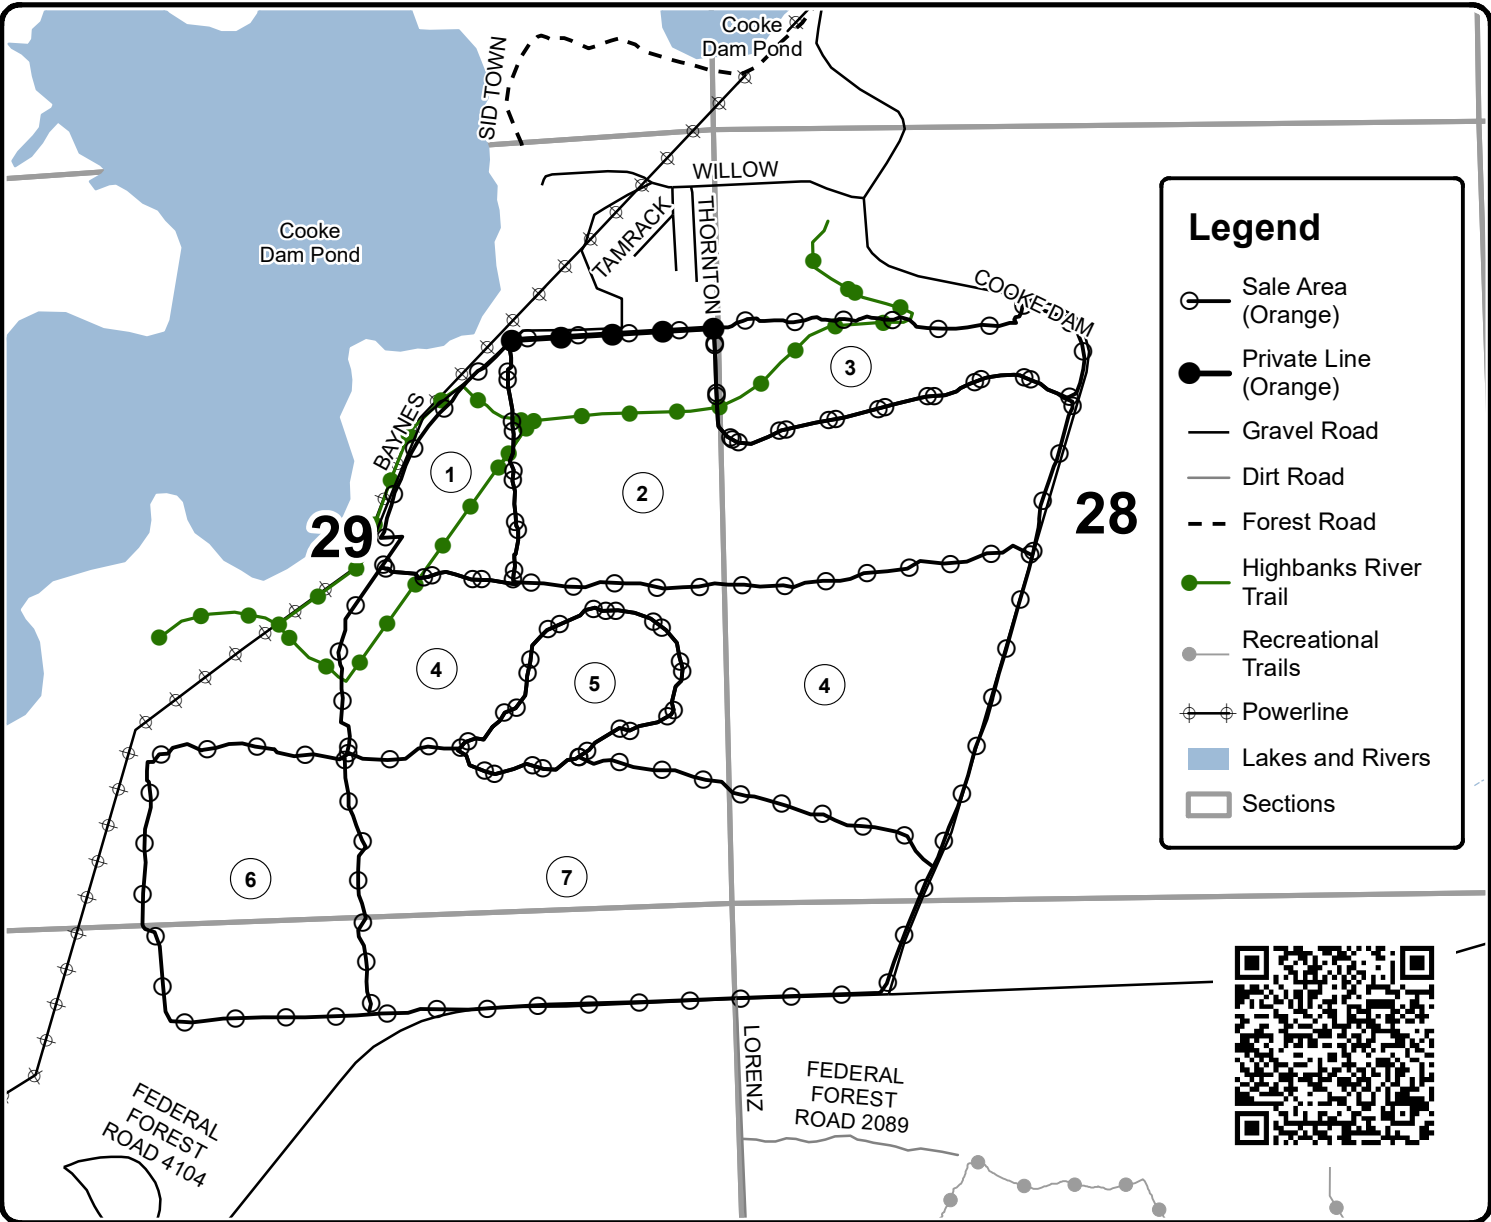 Cooke
Dam Pond
SID TOWN
WILLOW
TAMRACK
THORNTON
Cooke
Dam Pond
COOKE DAM
BAYNES
3
1
2
29
28
4
5
4
6
7
LORENZ
FEDERAL
FOREST
ROAD 2089
FEDERAL
FOREST
ROAD 4104
Legend
Sale Area
(Orange)
Private Line
(Orange)
Gravel Road
Dirt Road
Forest Road
Highbanks River
Trail
Recreational
Trails
Powerline
Lakes and Rivers
Sections